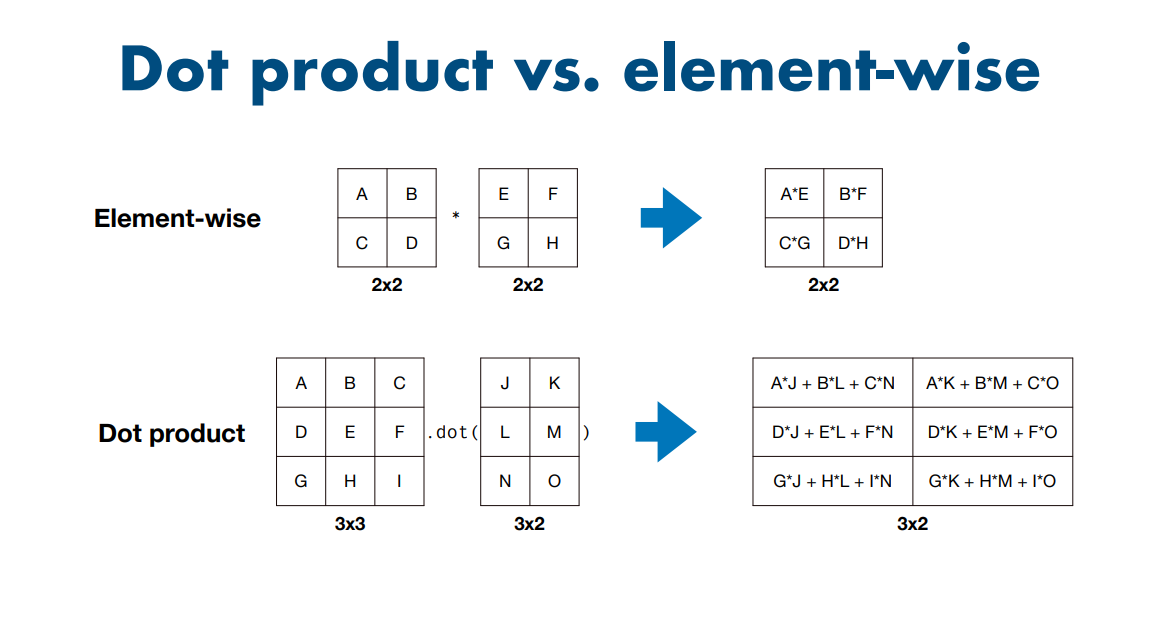 Dot product vs. element-wise
Element-wise
A B
C D
2x2
*
E F
G H
2x2
A*E B*F
C*G D*H
2x2
Dot product
A B C
D E F
G H I
3x3
.dot(
J K
L M
N O
3x2
)
A*J + B*L + C*N A*K + B*M + C*O
D*J + E*L + F*N D*K + E*M + F*O
G*J + H*L + I*N G*K + H*M + I*O
3x2